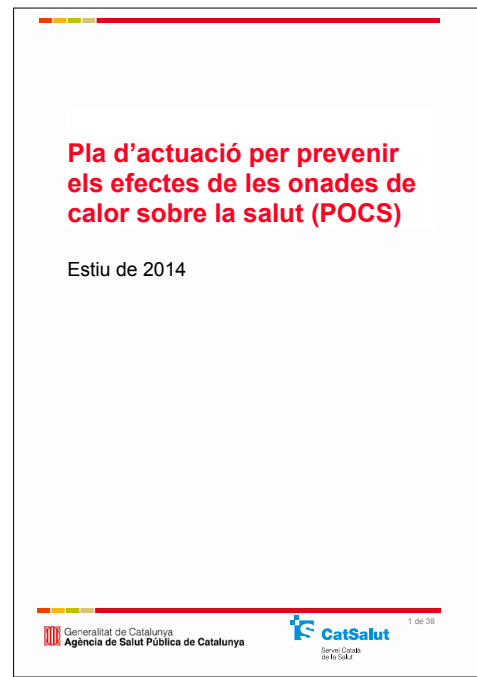 Pla d’actuació per prevenir
els efectes de les onades de
calor sobre la salut (POCS)
Estiu de 2014
1 de 38
Generalitat de Catalunya
Agència de Salut Pública de Catalunya
CatSalut
Servei Català
de la Salut